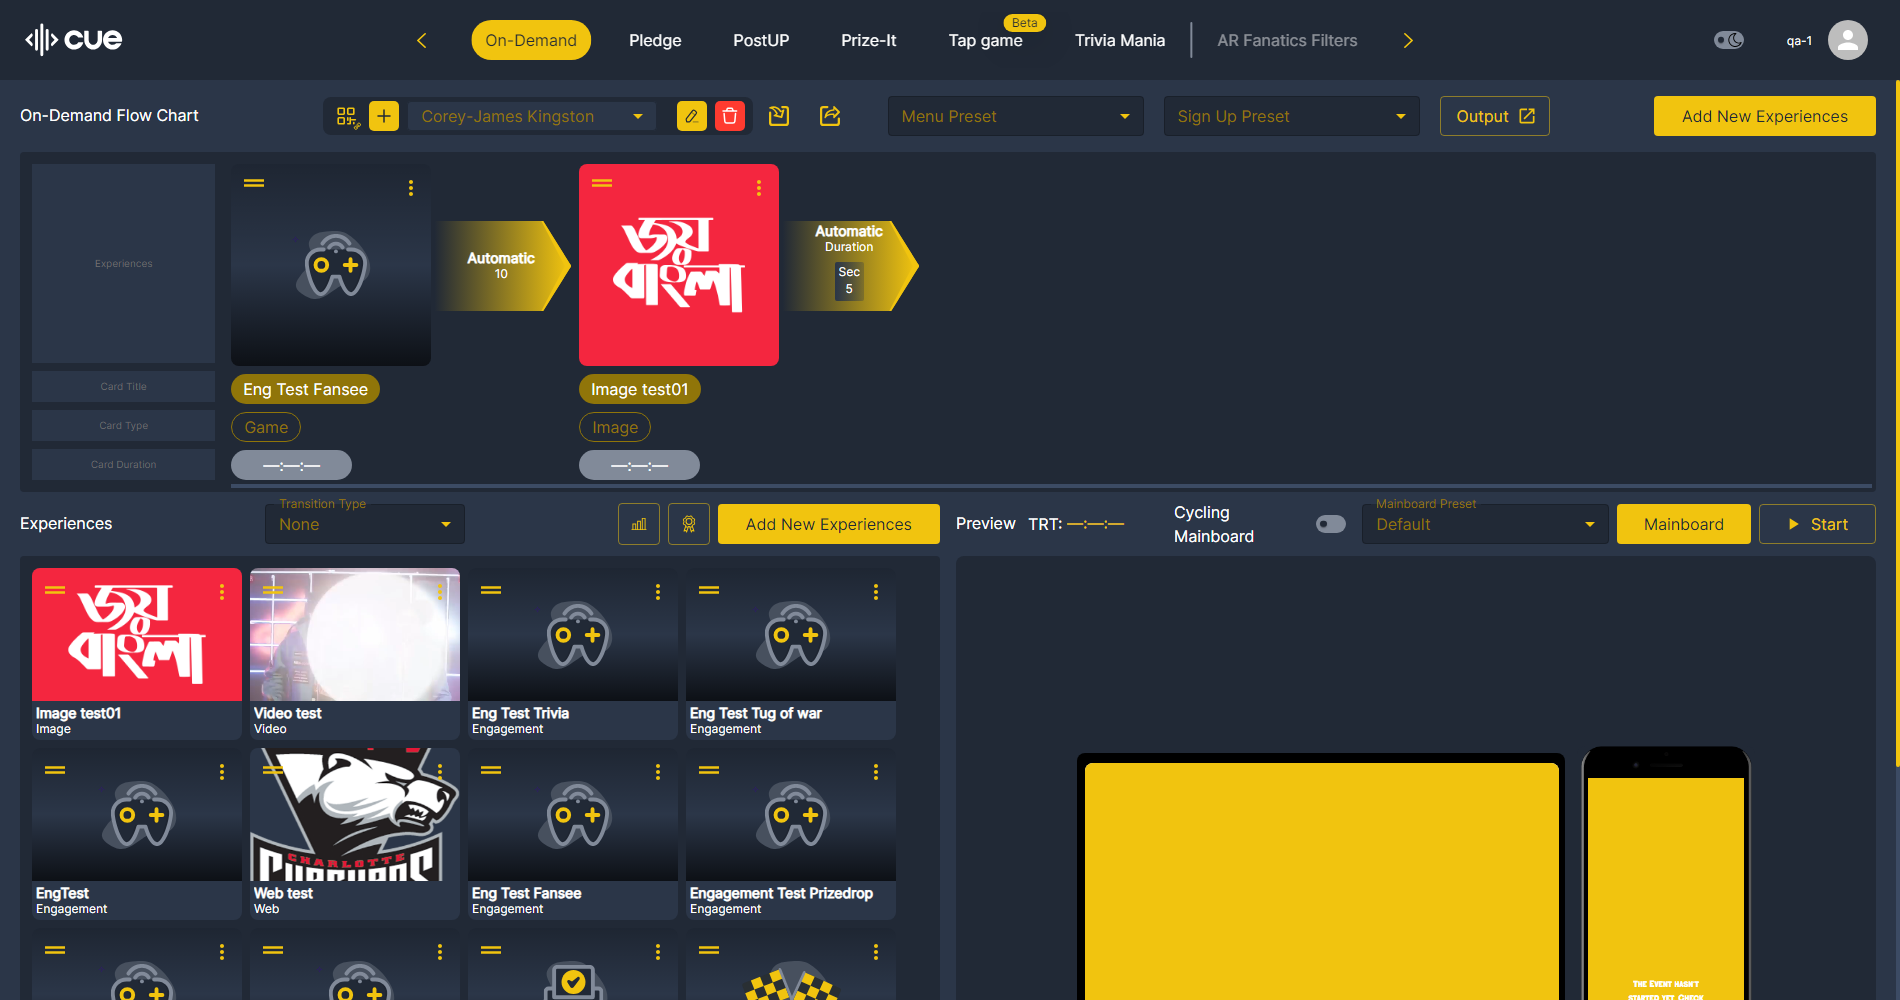 cue
On-Demand
Pledge
PostUP
Prize-It
Beta
Tap game
Trivia Mania
AR Fanatics Filters
qa-1
On-Demand Flow Chart
Corey-James Kingston
Menu Preset
Sign Up Preset
Output
Add New Experiences
Experiences
Automatic
10
জয়
বাংলা
Automatic
Duration
Sec
5
Card Title
Eng Test Fansee
Image test01
Card Type
Game
Image
Card Duration
—:—:—
—:—:—
Experiences
Transition Type
None
Add New Experiences
Preview
TRT: —:—:—
Cycling
Mainboard
Mainboard Preset
Default
Mainboard
Start
জয়
বাংলা
Image test01
Image
Video test
Video
Eng Test Trivia
Engagement
Eng Test Tug of war
Engagement
EngTest
Engagement
CHARLOTTE
Web test
Web
Eng Test Fansee
Engagement
Engagement Test Prizedrop
Engagement
The Event hasn't
started yet. Check